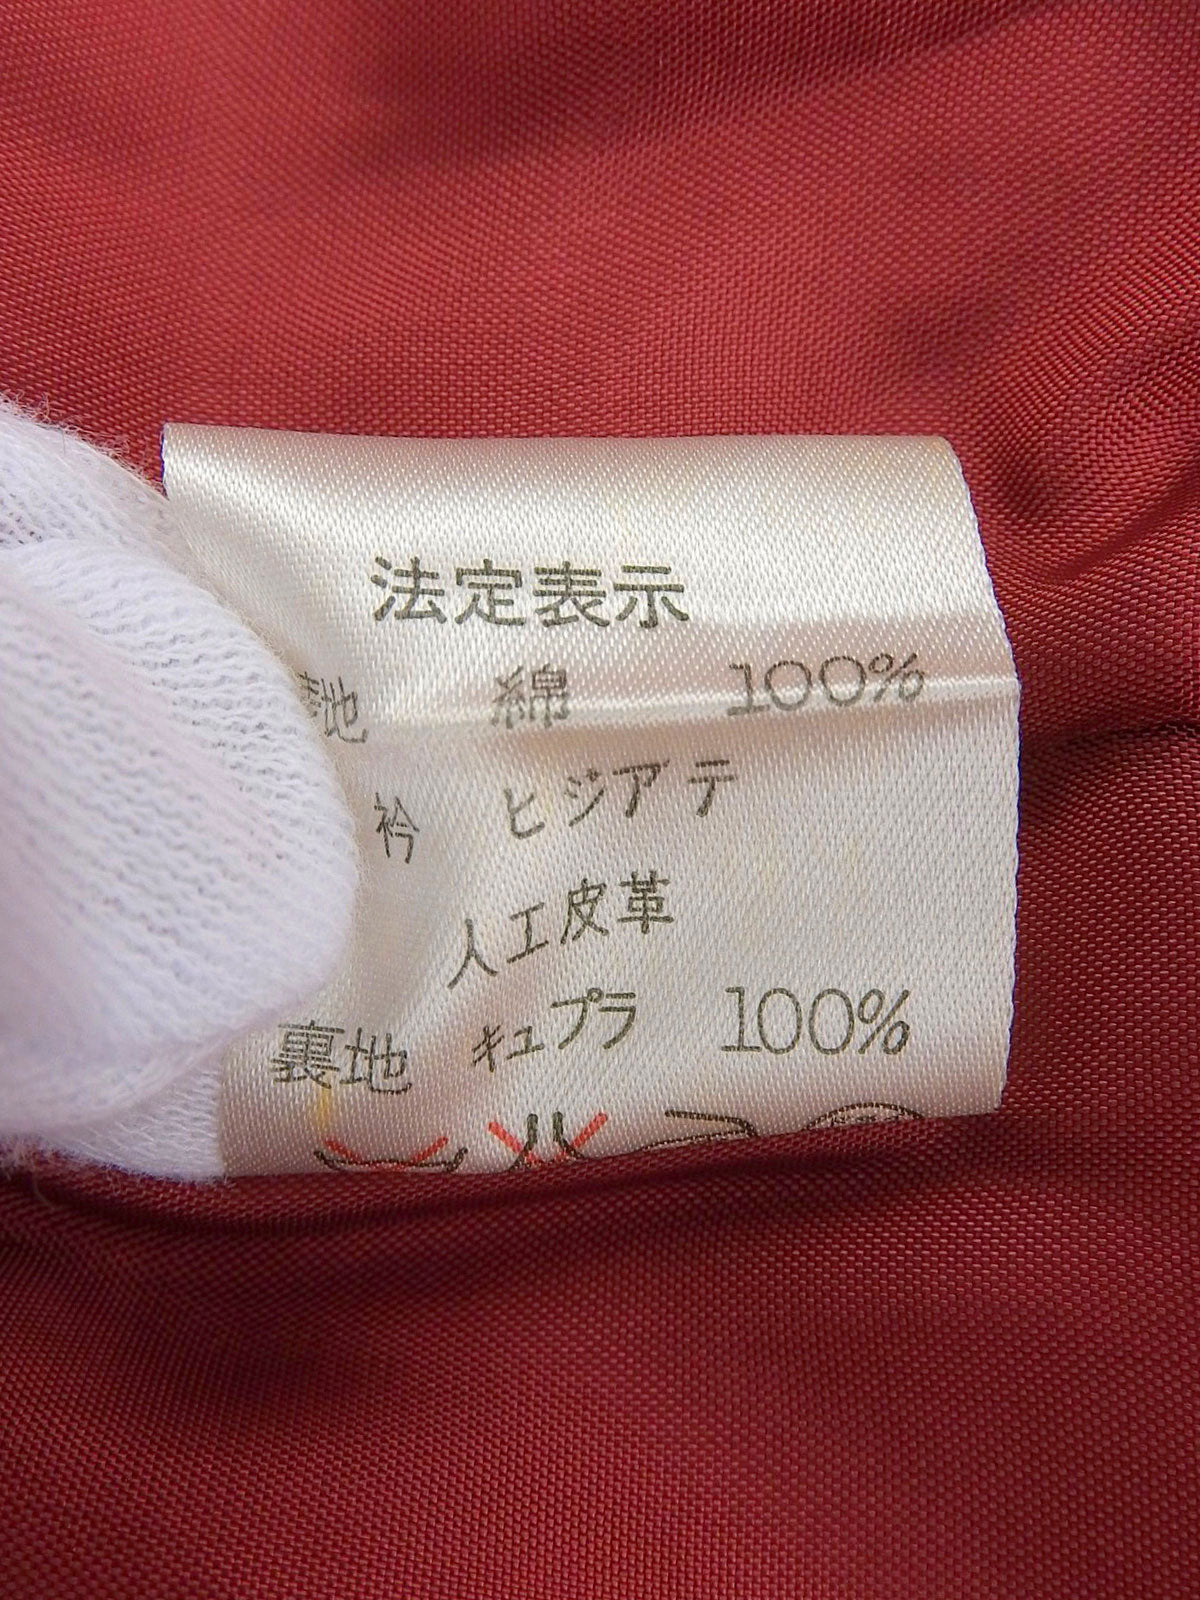 法定表示
表地 綿 100%
衿 ヒジアテ
人工皮革
裏地 キュプラ 100%